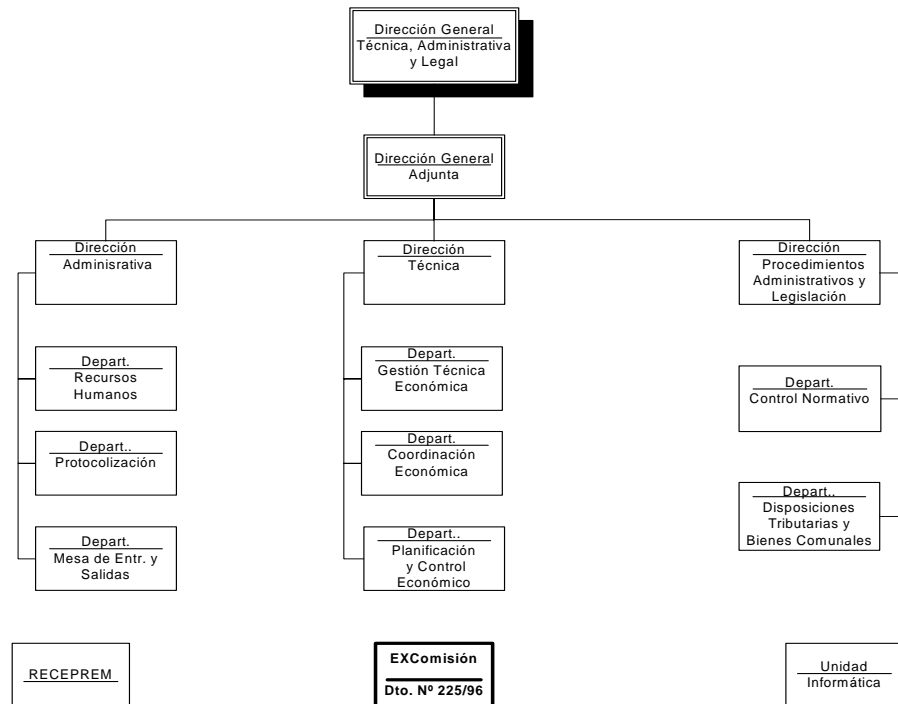 Dirección General
Técnica, Administrativa
y Legal
Dirección General
Adjunta
Dirección
Adminisrativa
Depart.
Recursos
Humanos
Depart..
Protocolización
Depart.
Mesa de Entr. y
Salidas
Dirección
Técnica
Depart.
Gestión Técnica
Económica
Depart.
Coordinación
Económica
Depart..
Planificación
y Control
Económico
Dirección
Procedimientos
Administrativos y
Legislación
Depart.
Control Normativo
Depart..
Disposiciones
Tributarias y
Bienes Comunales
RECEPREM
EXComisión
Dto. Nº 225/96
Unidad
Informática